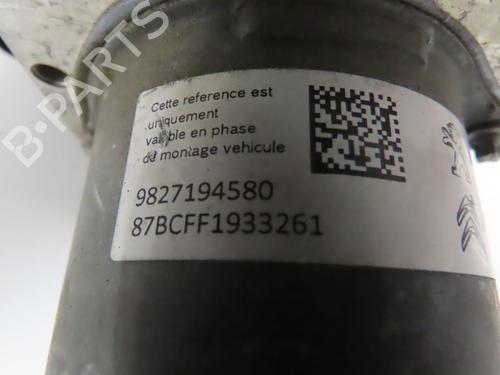 B-PARTS
Cette reference est
uniquement
valable en phase
de montage vehicule
9827194580
87BCFF1933261